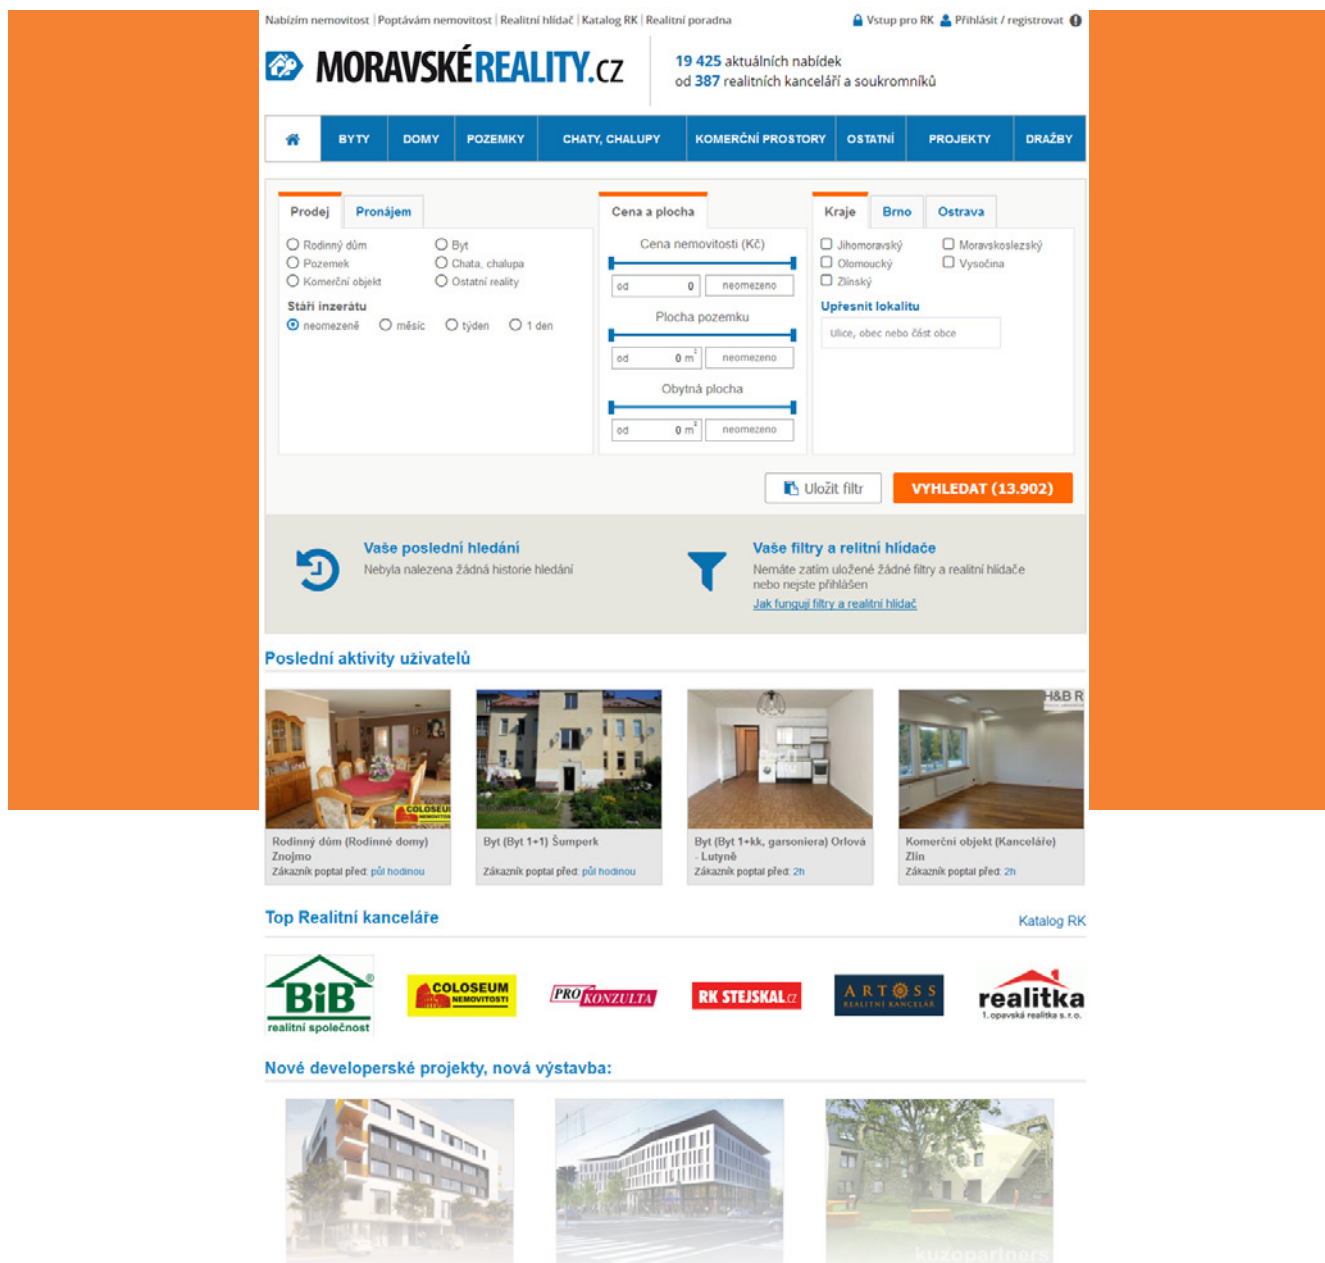 Nabízím nemovitost | Poptávám nemovitost | Realitní hlídač | Katalog RK | Realitní poradna
Vstup pro RK Přihlásit / registrovat
MORAVSKÉREALITY.CZ
19 425 aktuálních nabídek
od 387 realitních kanceláří a soukromníků
BYTY DOMY POZEMKY CHATY, CHALUPY KOMERČNÍ PROSTORY OSTATNÍ PROJEKTY DRAŽBY
Prodej Pronájem
Rodinný dům Byt
Pozemek Chata, chalupa
Komerční objekt Ostatní reality
Stáří inzerátu
neomezeně měsíc týden 1 den
Cena a plocha
Cena nemovitosti (Kč)
od 0 neomezeno
Plocha pozemku
od 0 m² neomezeno
Obytná plocha
od 0 m² neomezeno
Kraje Brno Ostrava
Jihomoravský Moravskoslezský
Olomoucký Vysočina
Zlínský
Upřesnit lokalitu
Ulice, obec nebo část obce
Uložit filtr VYHLEDAT (13.902)
Vaše poslední hledání
Nebyla nalezena žádná historie hledání
Vaše filtry a relitní hlídače
Nemáte zatím uložené žádné filtry a realitní hlídače
nebo nejste přihlášen
Jak fungují filtry a realitní hlídač
Poslední aktivity uživatelů
COLOSEUM
NEMOVITOSTI
H&B R
Rodinný dům (Rodinné domy)
Znojmo
Zákazník poptal před: půl hodinou
Byt (Byt 1+1) Šumperk
Zákazník poptal před: půl hodinou
Byt (Byt 1+kk, garsoniera) Orlová
- Lutyně
Zákazník poptal před: 2h
Komerční objekt (Kanceláře)
Zlín
Zákazník poptal před: 2h
Top Realitní kanceláře
Katalog RK
BiB®
realitní společnost
COLOSEUM
NEMOVITOSTI
PRO KONZULTA
RK STEJSKAL.cz
ARTOSS
REALITNÍ KANCELÁŘ
realitka
1. opavská realitka s. r. o.
Nové developerské projekty, nová výstavba:
kuzopartners